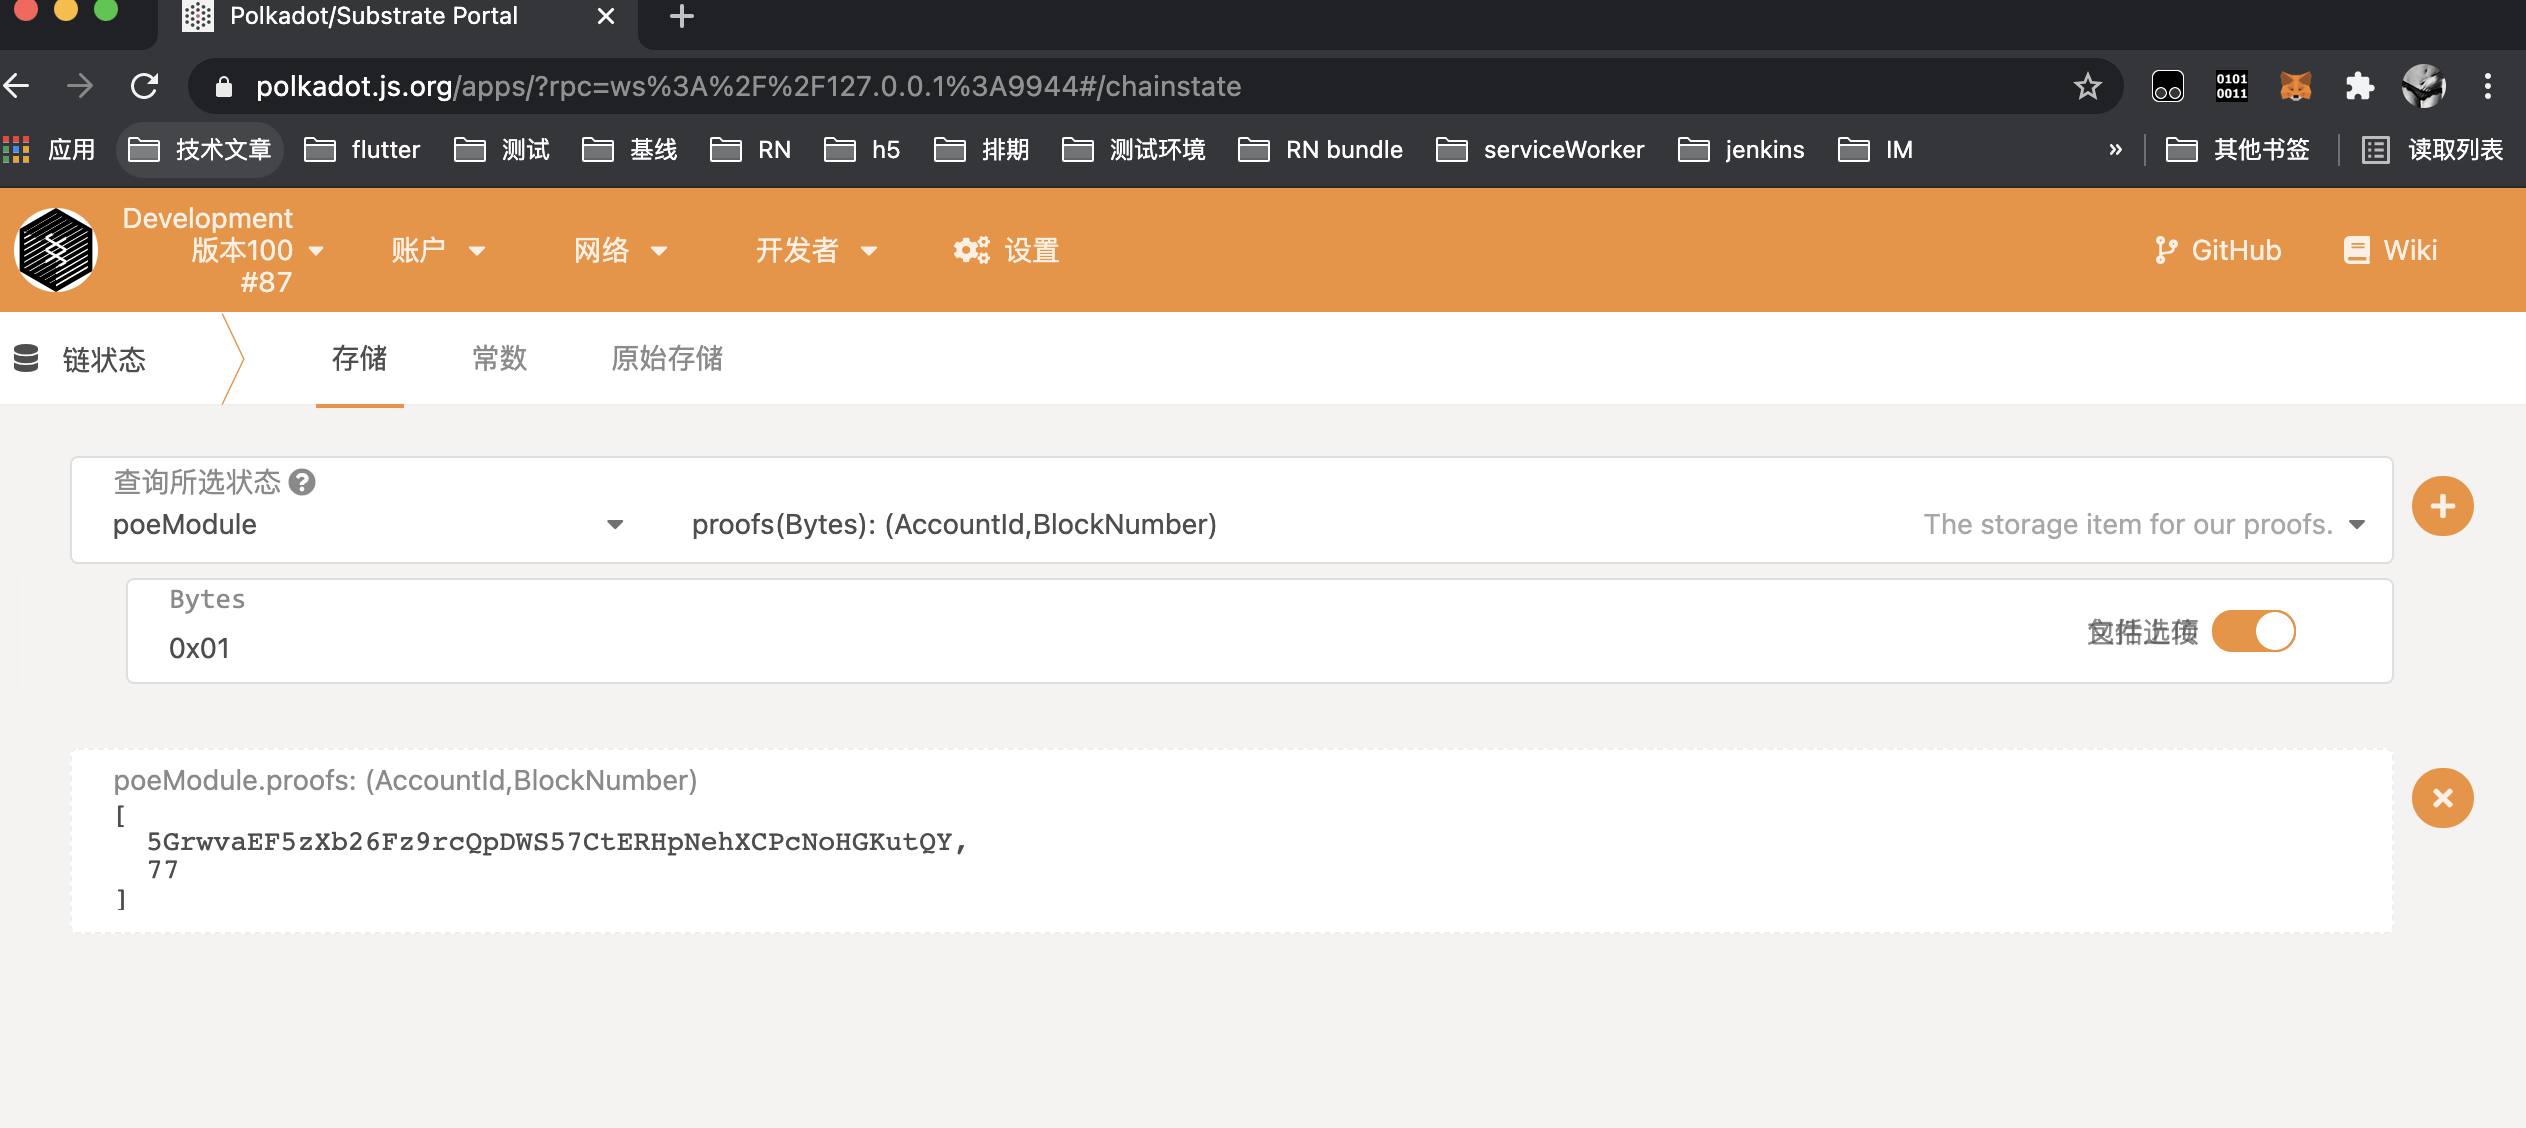 Polkadot/Substrate Portal
polkadot.js.org/apps/?rpc=ws%3A%2F%2F127.0.0.1%3A9944#/chainstate
0101
0011
应用 技术文章 flutter 测试 基线 RN h5 排期 测试环境 RN bundle serviceWorker jenkins IM » 其他书签 读取列表
Development
版本100
#87
账户 网络 开发者 设置 GitHub Wiki
链状态 存储 常数 原始存储
查询所选状态
poeModule proofs(Bytes): (AccountId,BlockNumber) The storage item for our proofs.
Bytes
0x01
poeModule.proofs: (AccountId,BlockNumber)
[
5GrwvaEF5zXb26Fz9rcQpDWS57CtERHpNehXCPcNoHGKutQY,
77
]